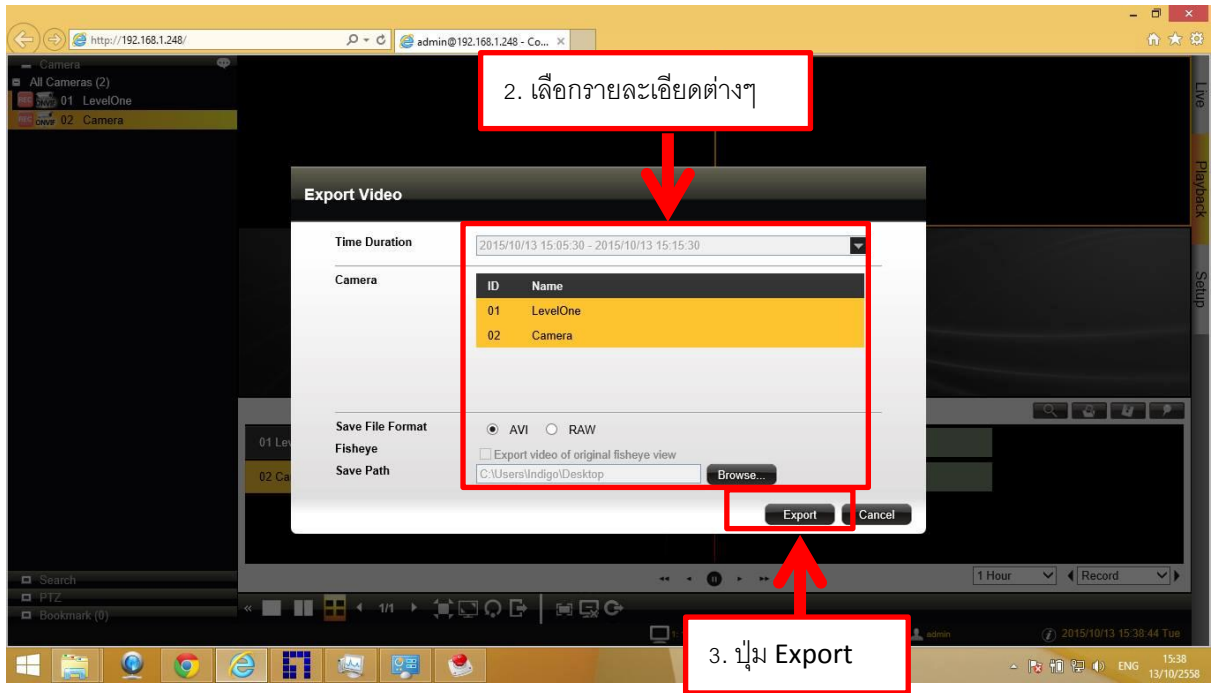 http://192.168.1.248/
admin@192.168.1.248 - Co...
Camera
All Cameras (2)
REC 01 LevelOne
REC ONVIF 02 Camera
2. เลือกรายละเอียดต่างๆ
Live
Playback
Setup
Export Video
Time Duration
2015/10/13 15:05:30 - 2015/10/13 15:15:30
Camera
ID Name
01 LevelOne
02 Camera
Save File Format
AVI RAW
Fisheye
Export video of original fisheye view
Save Path
C:\Users\Indigo\Desktop
Browse...
Export
Cancel
01 Lev
02 Ca
Search
PTZ
Bookmark (0)
1/1
1 Hour
Record
3. ปุ่ม Export
admin
2015/10/13 15:38:44 Tue
ENG
15:38
13/10/2558